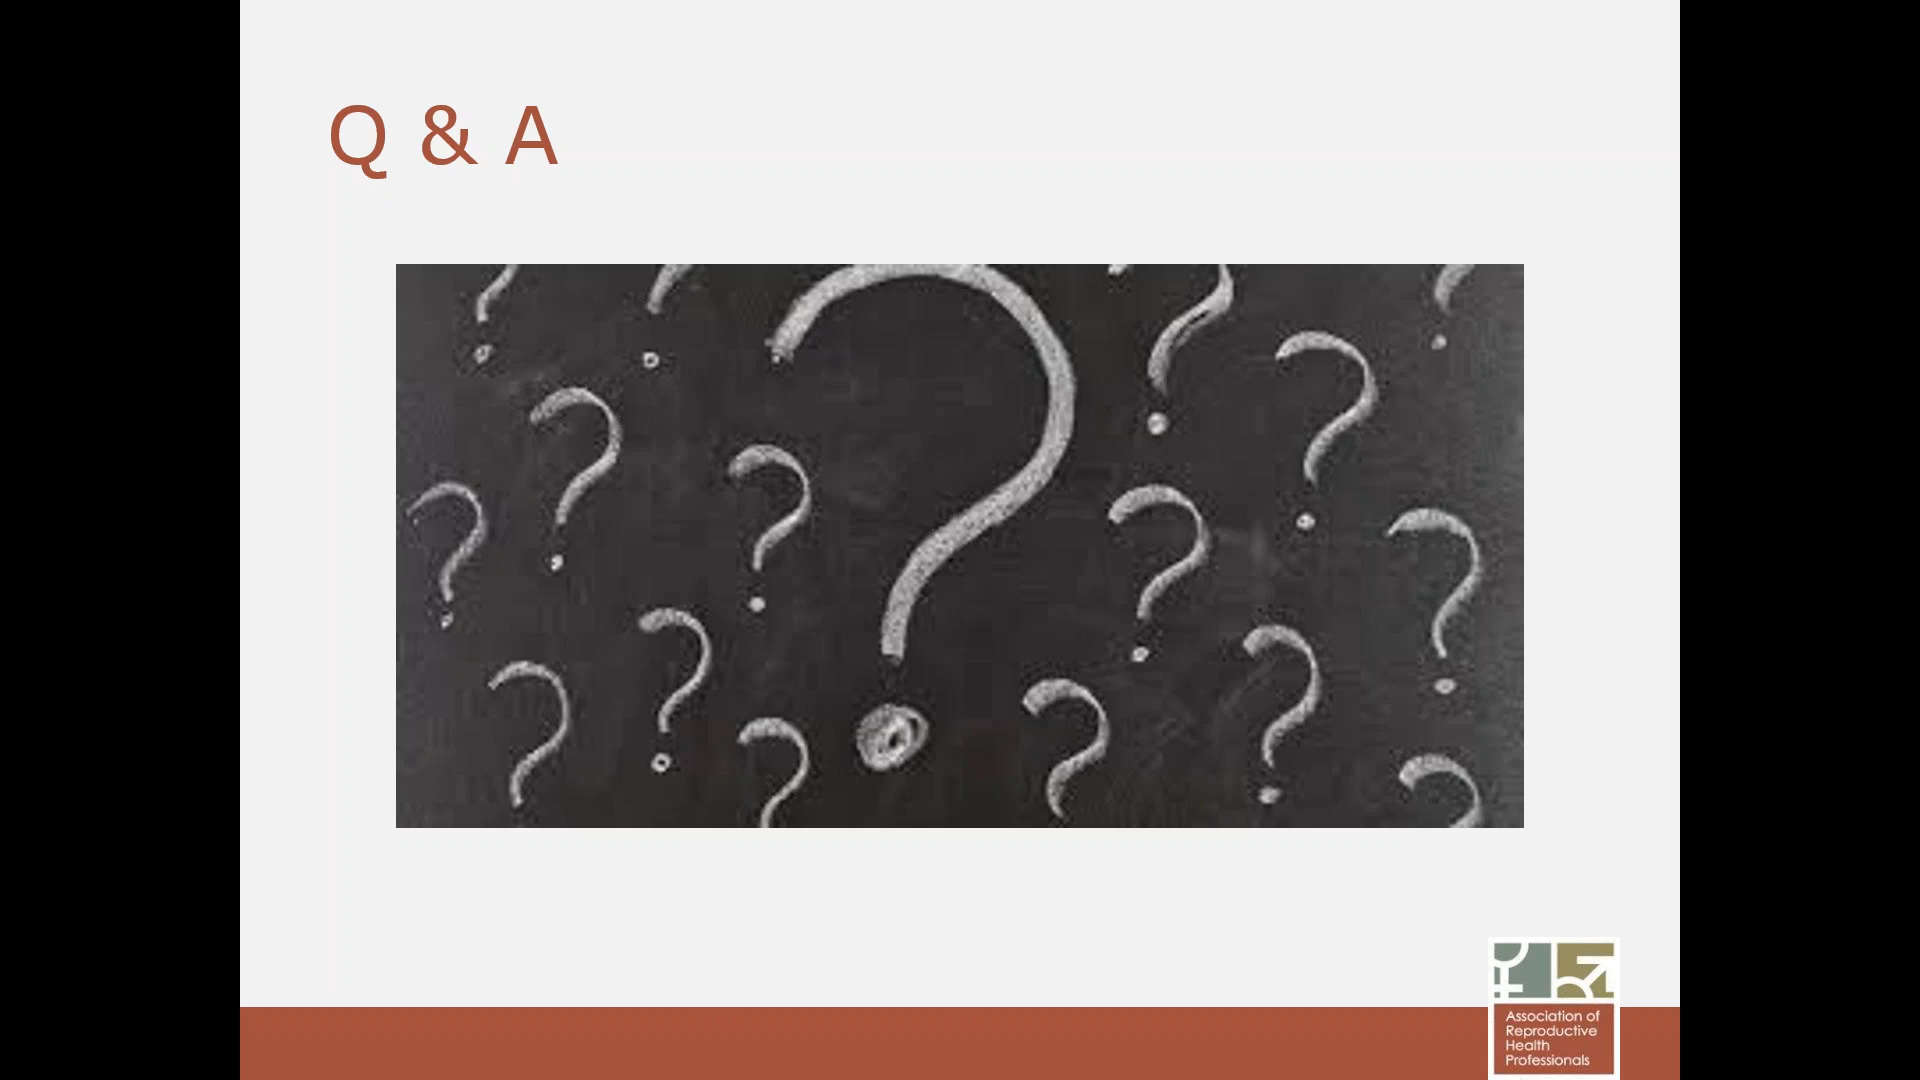 Q & A
Association of
Reproductive
Health
Professionals